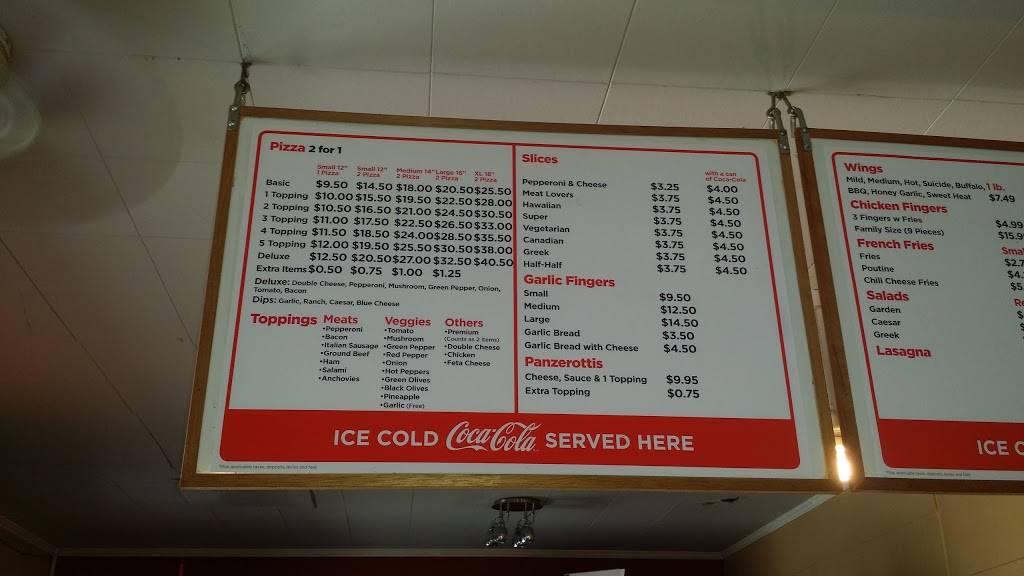 Pizza 2 for 1
Small 12" Small 12" Medium 14" Large 16" XL 18"
1 Pizza 2 Pizza 2 Pizza 2 Pizza 2 Pizza
Basic $9.50 $14.50 $18.00 $20.50 $25.50
1 Topping $10.00 $15.50 $19.50 $22.50 $28.00
2 Topping $10.50 $16.50 $21.00 $24.50 $30.50
3 Topping $11.00 $17.50 $22.50 $26.50 $33.00
4 Topping $11.50 $18.50 $24.00 $28.50 $35.50
5 Topping $12.00 $19.50 $25.50 $30.50 $38.00
Deluxe $12.50 $20.50 $27.00 $32.50 $40.50
Extra Items $0.50 $0.75 $1.00 $1.25
Deluxe: Double Cheese, Pepperoni, Mushroom, Green Pepper, Onion,
Tomato, Bacon
Dips: Garlic, Ranch, Caesar, Blue Cheese
Toppings
Meats
•Pepperoni
•Bacon
•Italian Sausage
•Ground Beef
•Ham
•Salami
•Anchovies
Veggies
•Tomato
•Mushroom
•Green Pepper
•Red Pepper
•Onion
•Hot Peppers
•Green Olives
•Black Olives
•Pineapple
•Garlic (Free)
Others
•Premium
(Counts as 2 items)
•Double Cheese
•Chicken
•Feta Cheese
Slices
with a can
of Coca-Cola
Pepperoni & Cheese $3.25 $4.00
Meat Lovers $3.75 $4.50
Hawaiian $3.75 $4.50
Super $3.75 $4.50
Vegetarian $3.75 $4.50
Canadian $3.75 $4.50
Greek $3.75 $4.50
Half-Half $3.75 $4.50
Garlic Fingers
Small $9.50
Medium $12.50
Large $14.50
Garlic Bread $3.50
Garlic Bread with Cheese $4.50
Panzerottis
Cheese, Sauce & 1 Topping $9.95
Extra Topping $0.75
ICE COLD Coca-Cola SERVED HERE
Wings
Mild, Medium, Hot, Suicide, Buffalo, 1 lb.
BBQ, Honey Garlic, Sweet Heat $7.49
Chicken Fingers
3 Fingers w Fries $4.99
Family Size (9 Pieces) $15.9
French Fries
Fries
Poutine
Chili Cheese Fries
Salads
Garden
Caesar
Greek
Lasagna
ICE C